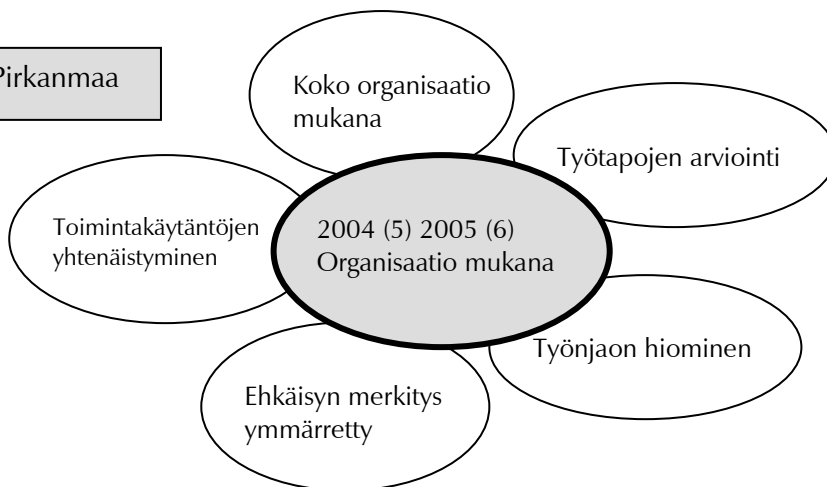 Pirkanmaa
Koko organisaatio
mukana
Työtapojen arviointi
Toimintakäytäntöjen
yhtenäistyminen
2004 (5) 2005 (6)
Organisaatio mukana
Työnjaon hiominen
Ehkäisyn merkitys
ymmärretty